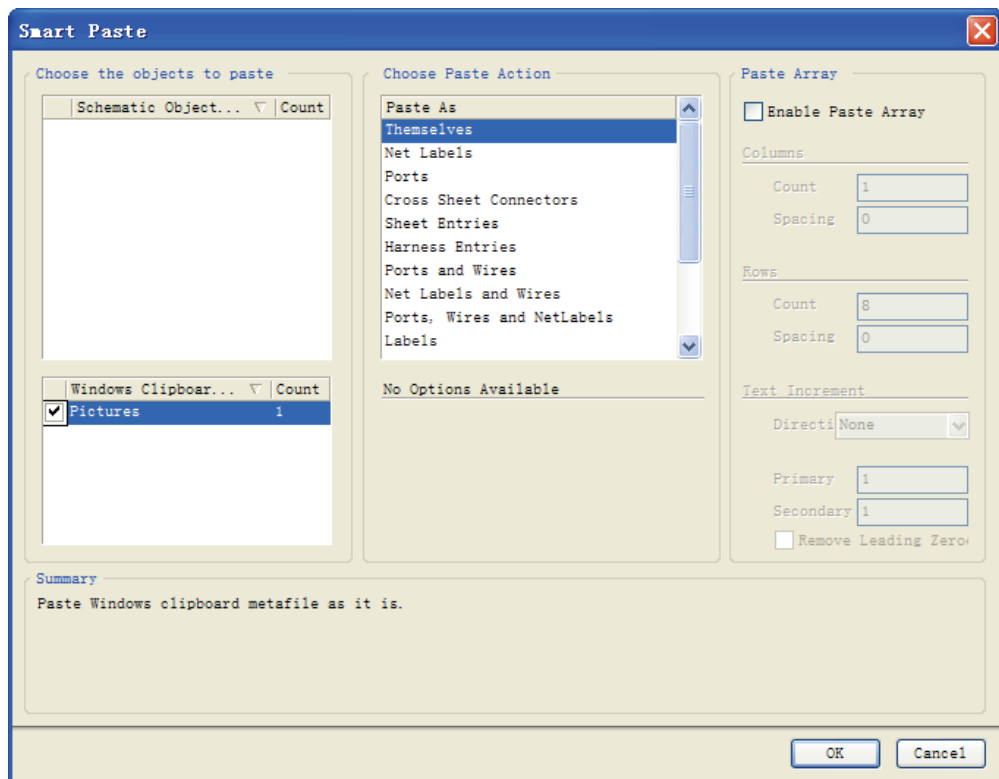 Smart Paste
Choose the objects to paste
Schematic Object... Count
Windows Clipboar... Count
Pictures 1
Choose Paste Action
Paste As
Themselves
Net Labels
Ports
Cross Sheet Connectors
Sheet Entries
Harness Entries
Ports and Wires
Net Labels and Wires
Ports, Wires and NetLabels
Labels
No Options Available
Paste Array
Enable Paste Array
Columns
Count 1
Spacing 0
Rows
Count 8
Spacing 0
Text Increment
Directi None
Primary 1
Secondary 1
Remove Leading Zero
Summary
Paste Windows clipboard metafile as it is.
OK Cancel